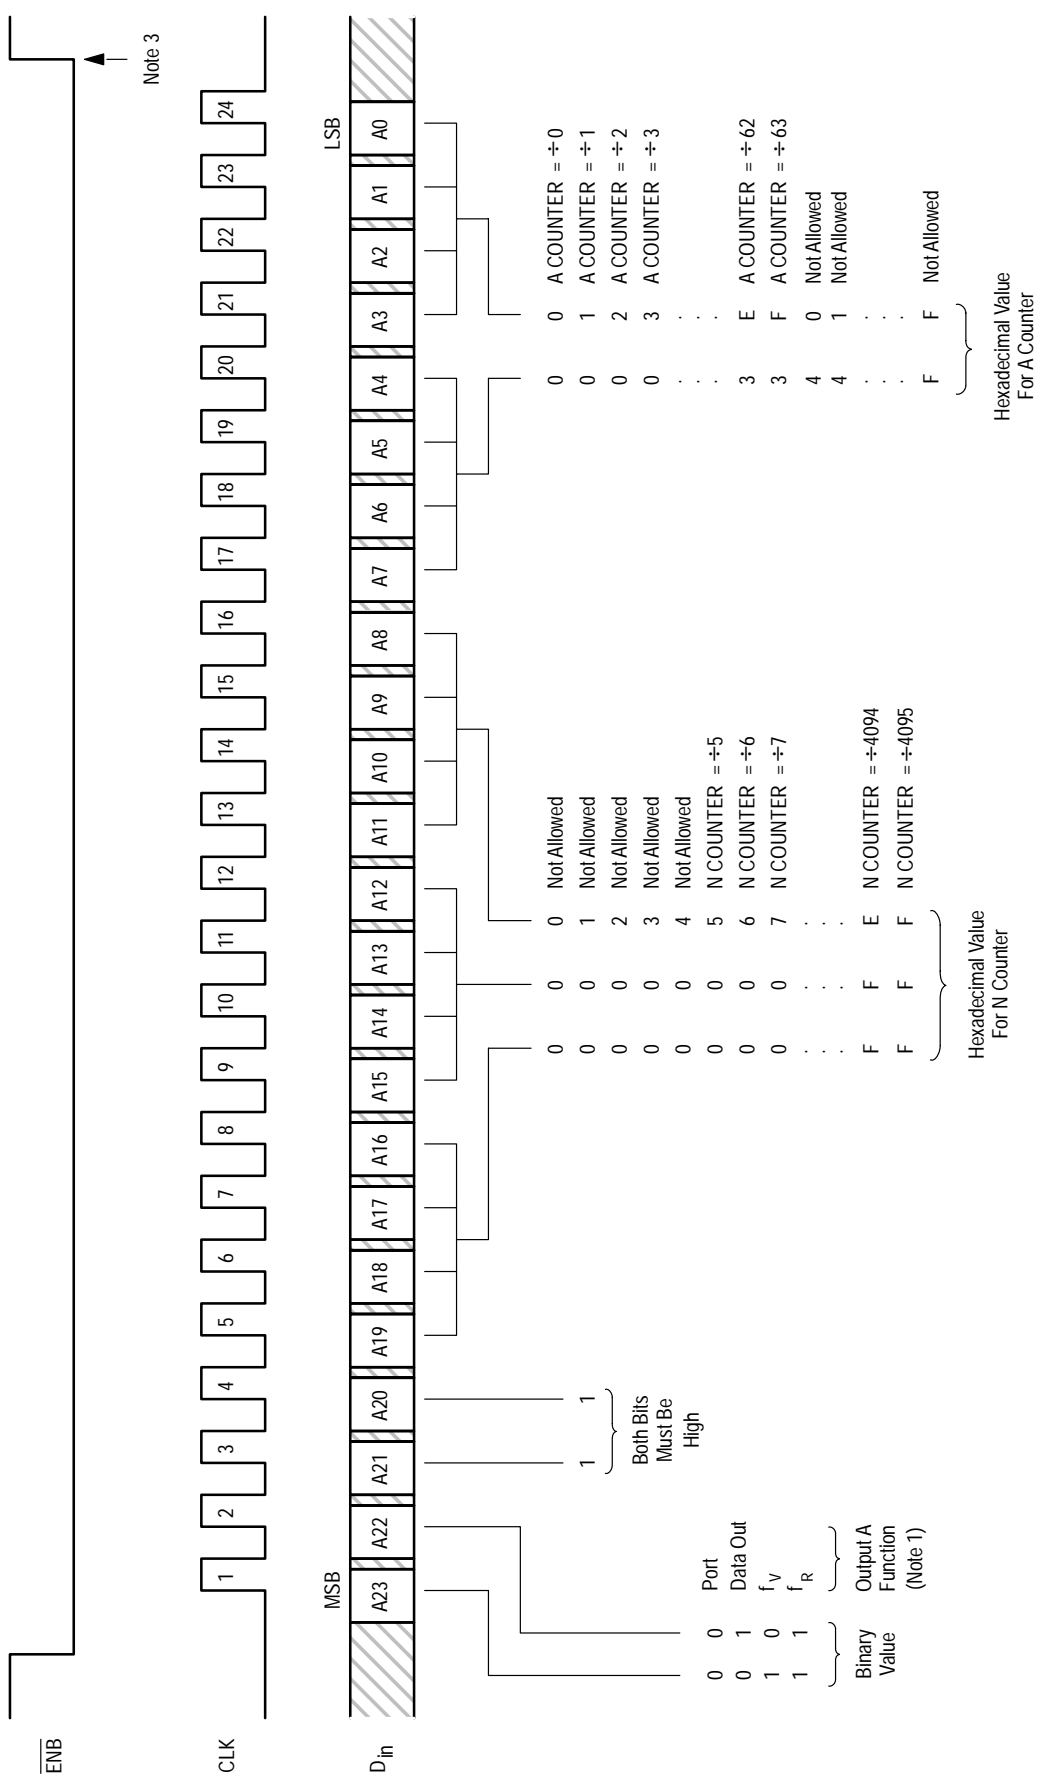 ENB
Note 3
CLK
1 2 3 4 5 6 7 8 9 10 11 12 13 14 15 16 17 18 19 20 21 22 23 24
MSB
LSB
Din
A23 A22 A21 A20 A19 A18 A17 A16 A15 A14 A13 A12 A11 A10 A9 A8 A7 A6 A5 A4 A3 A2 A1 A0
0 0 Port
0 1 Data Out
1 0 fV
1 1 fR
Binary
Value
Output A
Function
(Note 1)
1 1
Both Bits
Must Be
High
0 0 0 Not Allowed
0 0 1 Not Allowed
0 0 2 Not Allowed
0 0 3 Not Allowed
0 0 4 Not Allowed
0 0 5 N COUNTER = ÷5
0 0 6 N COUNTER = ÷6
0 0 7 N COUNTER = ÷7
. . .
. . .
F F E N COUNTER = ÷4094
F F F N COUNTER = ÷4095
Hexadecimal Value
For N Counter
0 0 A COUNTER = ÷0
0 1 A COUNTER = ÷1
0 2 A COUNTER = ÷2
0 3 A COUNTER = ÷3
. .
. .
3 E A COUNTER = ÷62
3 F A COUNTER = ÷63
4 0 Not Allowed
4 1 Not Allowed
. .
. .
F F Not Allowed
Hexadecimal Value
For A Counter